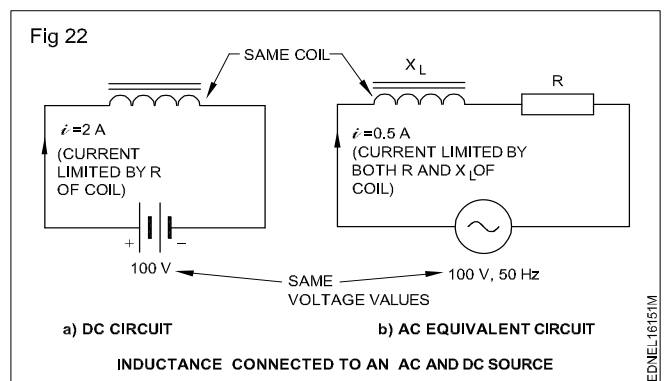 Fig 22
SAME COIL
X L
R
i =2 A
(CURRENT
LIMITED BY R
OF COIL)
+ −
100 V
i =0.5 A
(CURRENT LIMITED BY
BOTH R AND X L OF
COIL)
100 V, 50 Hz
SAME
VOLTAGE VALUES
a) DC CIRCUIT
b) AC EQUIVALENT CIRCUIT
INDUCTANCE CONNECTED TO AN AC AND DC SOURCE
EDNEL16151M